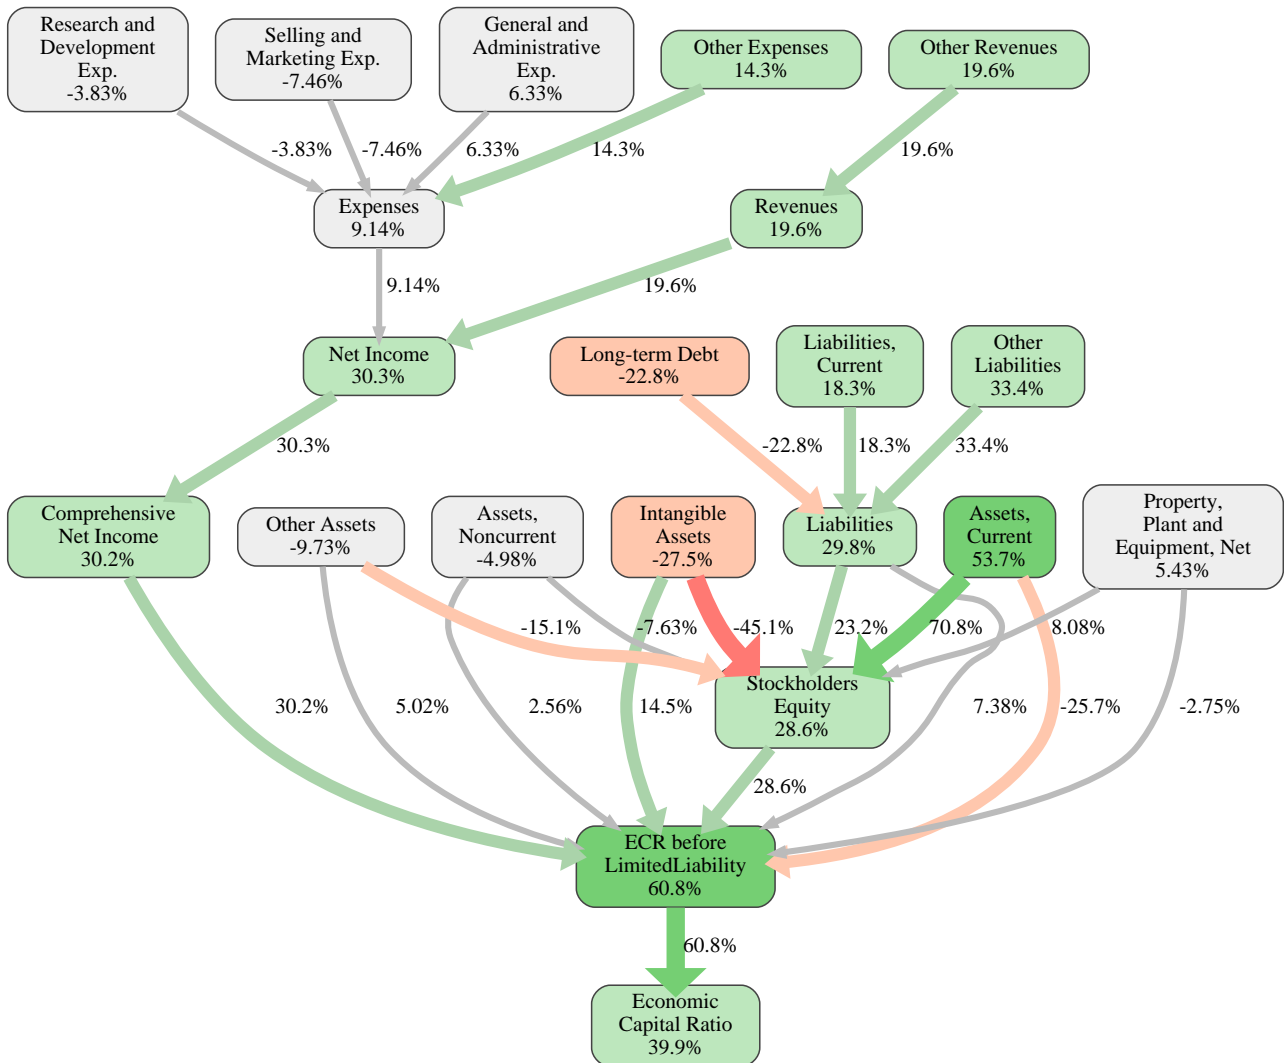 Research and
Development
Exp.
-3.83%
Selling and
Marketing Exp.
-7.46%
General and
Administrative
Exp.
6.33%
Other Expenses
14.3%
Other Revenues
19.6%
-3.83%
-7.46%
6.33%
14.3%
19.6%
Expenses
9.14%
Revenues
19.6%
9.14%
19.6%
Net Income
30.3%
Long-term Debt
-22.8%
Liabilities,
Current
18.3%
Other
Liabilities
33.4%
30.3%
-22.8%
18.3%
33.4%
Comprehensive
Net Income
30.2%
Other Assets
-9.73%
Assets,
Noncurrent
-4.98%
Intangible
Assets
-27.5%
Liabilities
29.8%
Assets,
Current
53.7%
Property,
Plant and
Equipment, Net
5.43%
-15.1%
-7.63%
-45.1%
23.2%
70.8%
8.08%
Stockholders
Equity
28.6%
30.2%
5.02%
2.56%
14.5%
7.38%
-25.7%
-2.75%
28.6%
ECR before
LimitedLiability
60.8%
60.8%
Economic
Capital Ratio
39.9%